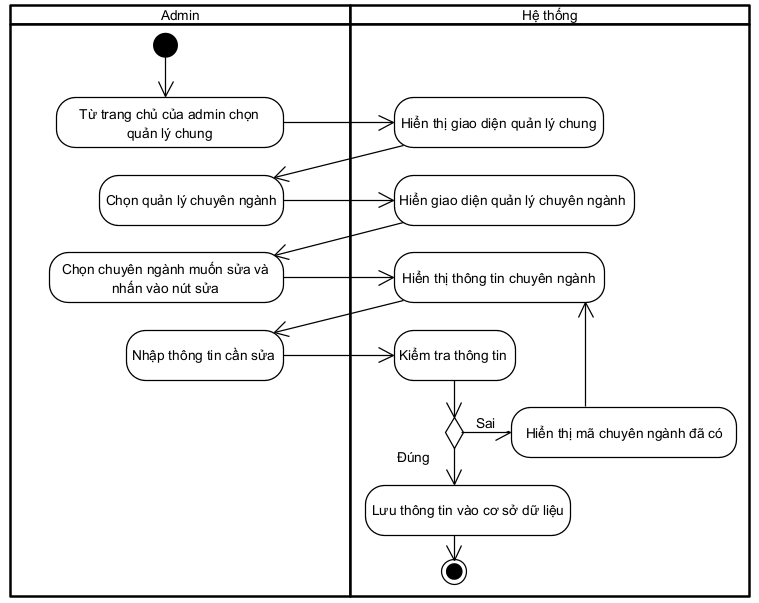 Admin
Hệ thống
Từ trang chủ của admin chọn
quản lý chung
Hiển thị giao diện quản lý chung
Chọn quản lý chuyên ngành
Hiển giao diện quản lý chuyên ngành
Chọn chuyên ngành muốn sửa và
nhấn vào nút sửa
Hiển thị thông tin chuyên ngành
Nhập thông tin cần sửa
Kiểm tra thông tin
Sai
Hiển thị mã chuyên ngành đã có
Đúng
Lưu thông tin vào cơ sở dữ liệu